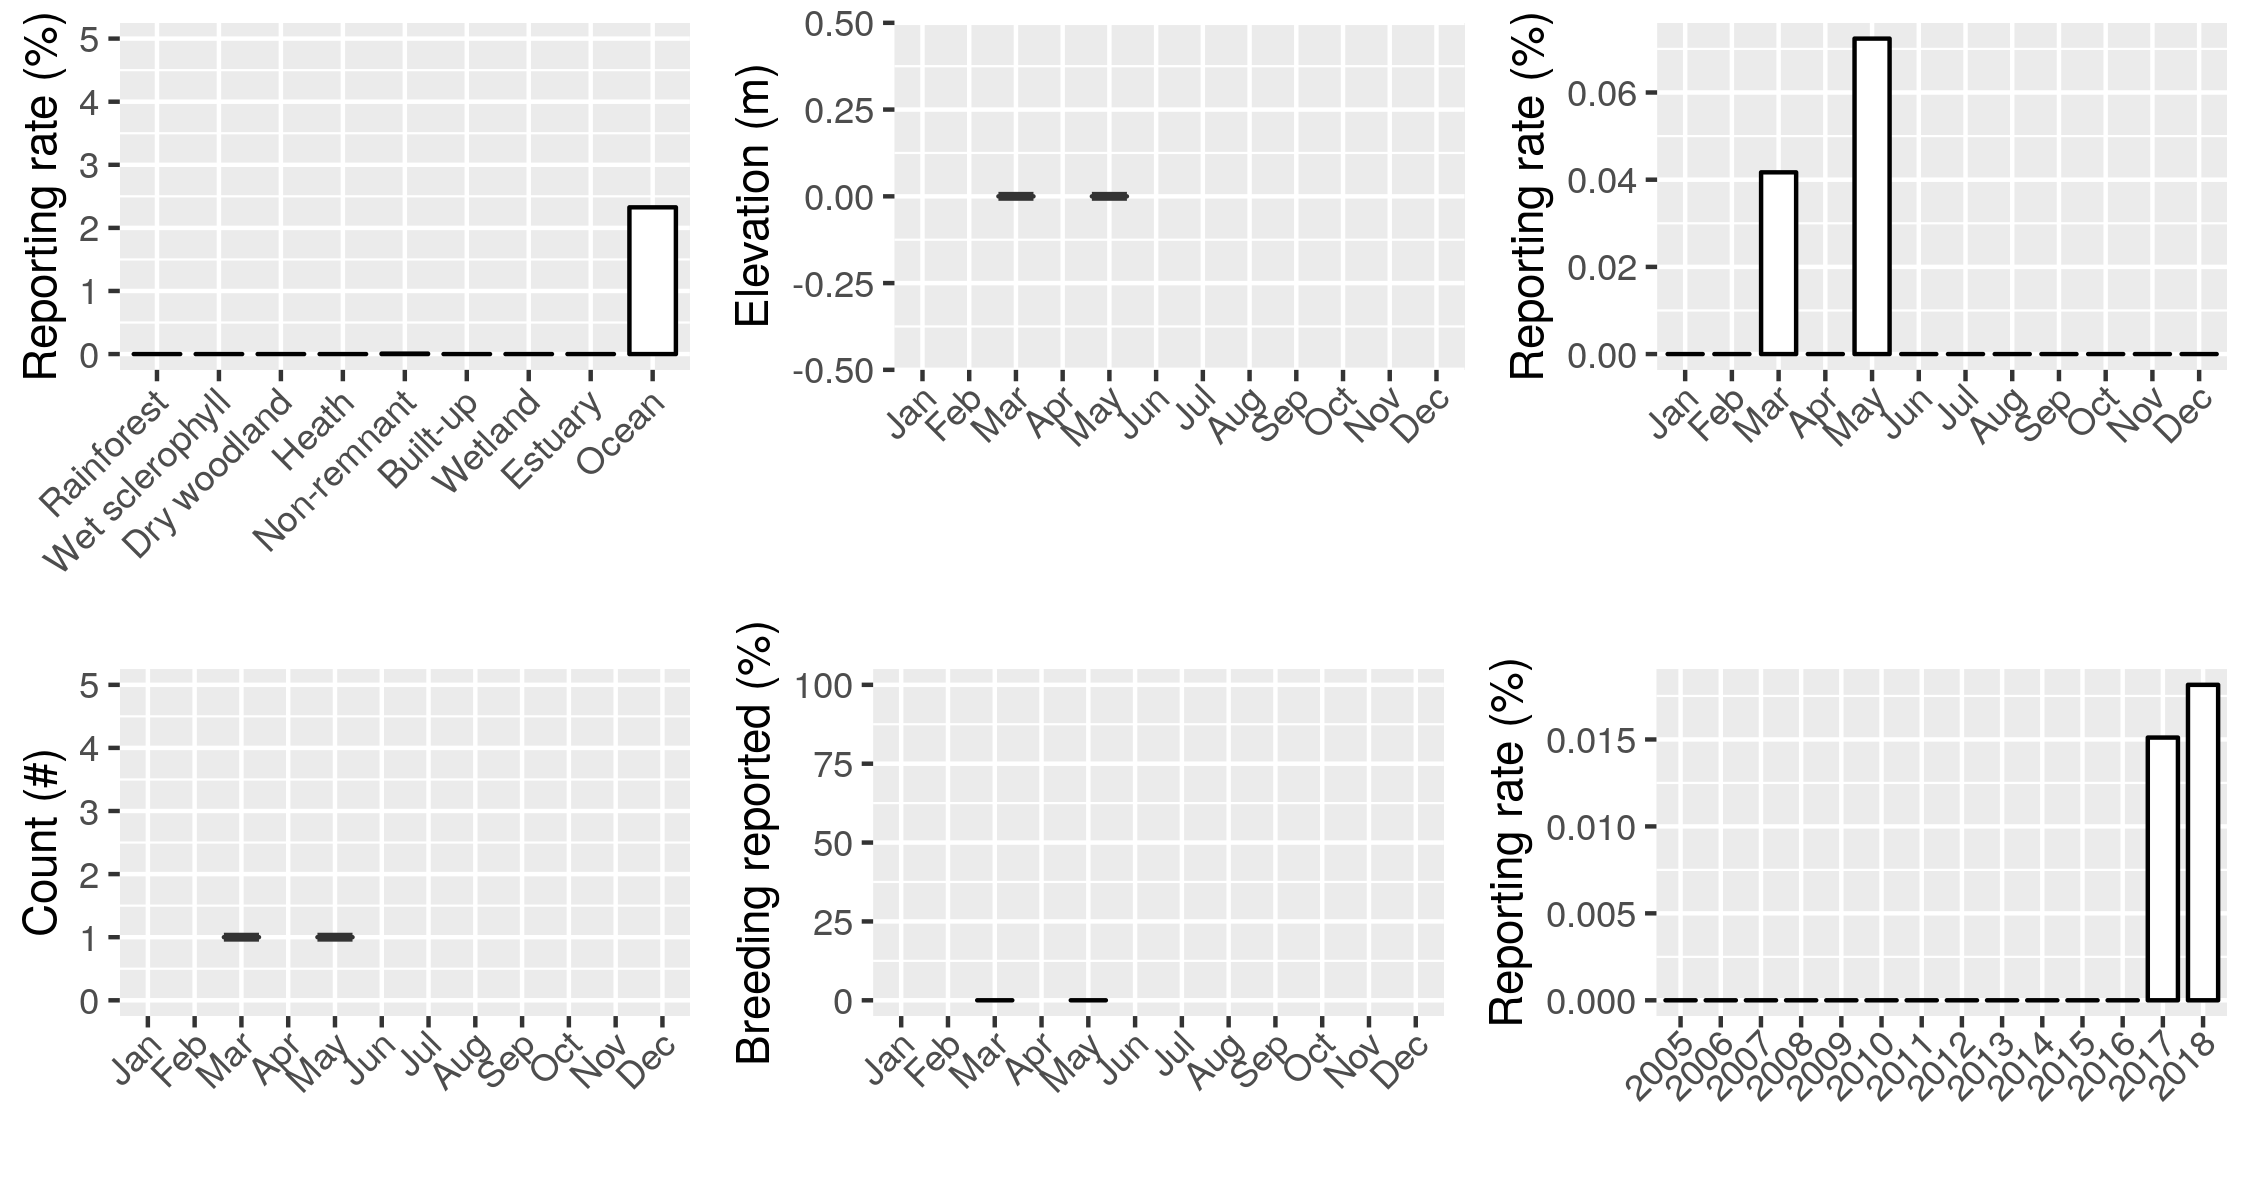 Reporting rate (%)
5
4
3
2
1
0
Rainforest
Wet sclerophyll
Dry woodland
Heath
Non-remnant
Built-up
Wetland
Estuary
Ocean
Elevation (m)
0.50
0.25
0.00
-0.25
-0.50
Jan
Feb
Mar
Apr
May
Jun
Jul
Aug
Sep
Oct
Nov
Dec
Reporting rate (%)
0.06
0.04
0.02
0.00
Jan
Feb
Mar
Apr
May
Jun
Jul
Aug
Sep
Oct
Nov
Dec
Count (#)
5
4
3
2
1
0
Jan
Feb
Mar
Apr
May
Jun
Jul
Aug
Sep
Oct
Nov
Dec
Breeding reported (%)
100
75
50
25
0
Jan
Feb
Mar
Apr
May
Jun
Jul
Aug
Sep
Oct
Nov
Dec
Reporting rate (%)
0.015
0.010
0.005
0.000
2005
2006
2007
2008
2009
2010
2011
2012
2013
2014
2015
2016
2017
2018